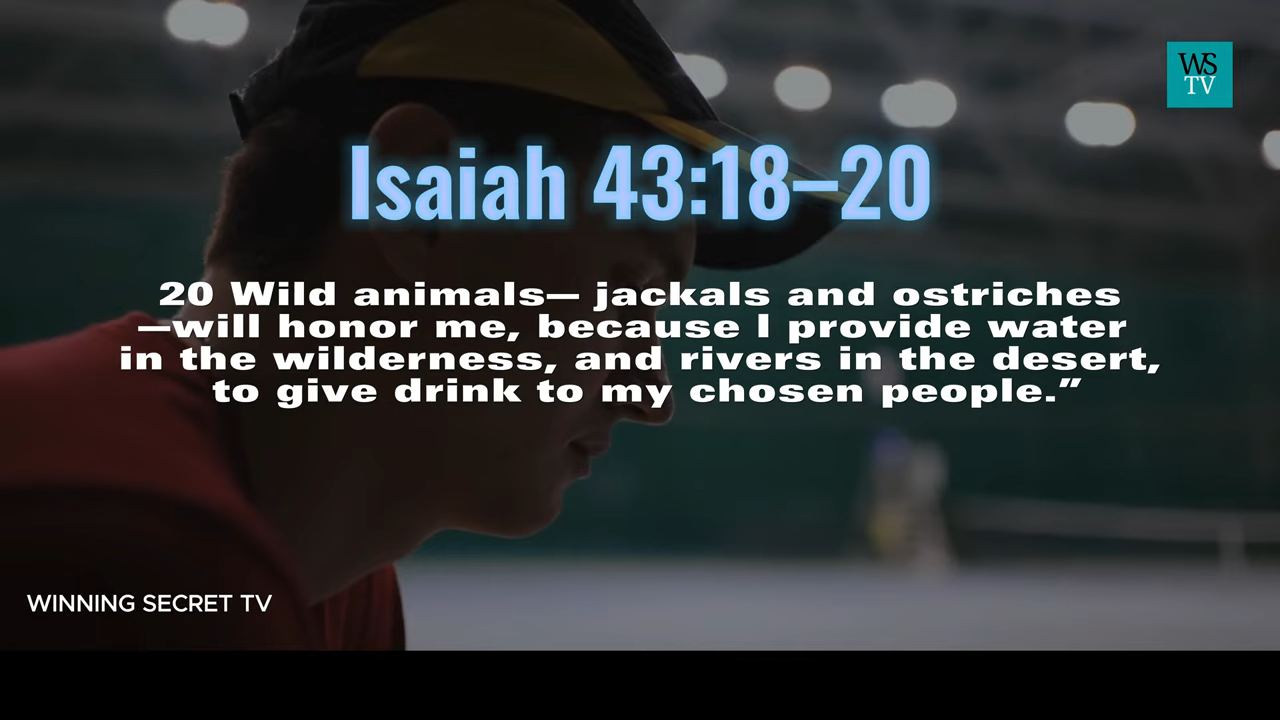 WS
TV
Isaiah 43:18–20
20 Wild animals— jackals and ostriches
—will honor me, because I provide water
in the wilderness, and rivers in the desert,
to give drink to my chosen people.”
WINNING SECRET TV